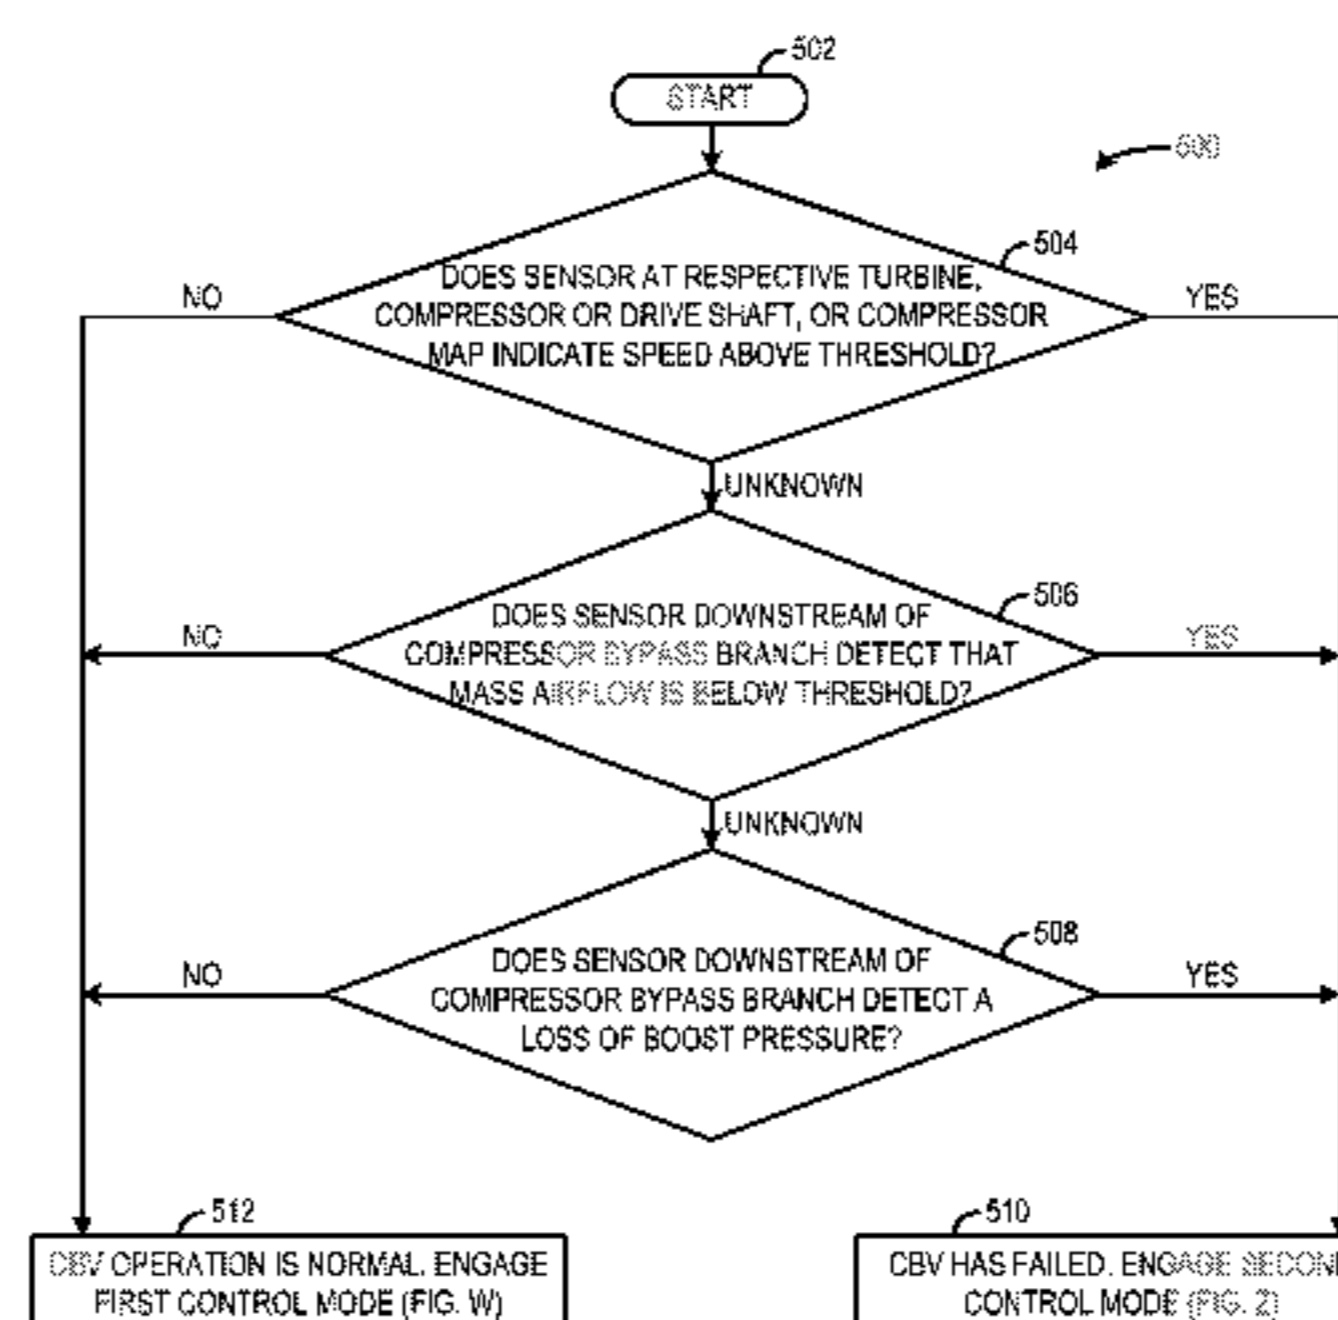 502
START
500
504
DOES SENSOR AT RESPECTIVE TURBINE,
COMPRESSOR OR DRIVE SHAFT, OR COMPRESSOR
MAP INDICATE SPEED ABOVE THRESHOLD?
NO
YES
UNKNOWN
506
DOES SENSOR DOWNSTREAM OF
COMPRESSOR BYPASS BRANCH DETECT THAT
MASS AIRFLOW IS BELOW THRESHOLD?
NO
YES
UNKNOWN
508
DOES SENSOR DOWNSTREAM OF
COMPRESSOR BYPASS BRANCH DETECT A
LOSS OF BOOST PRESSURE?
NO
YES
512
CBV OPERATION IS NORMAL. ENGAGE
FIRST CONTROL MODE (FIG. W)
510
CBV HAS FAILED. ENGAGE SECON
CONTROL MODE (FIG. Z)